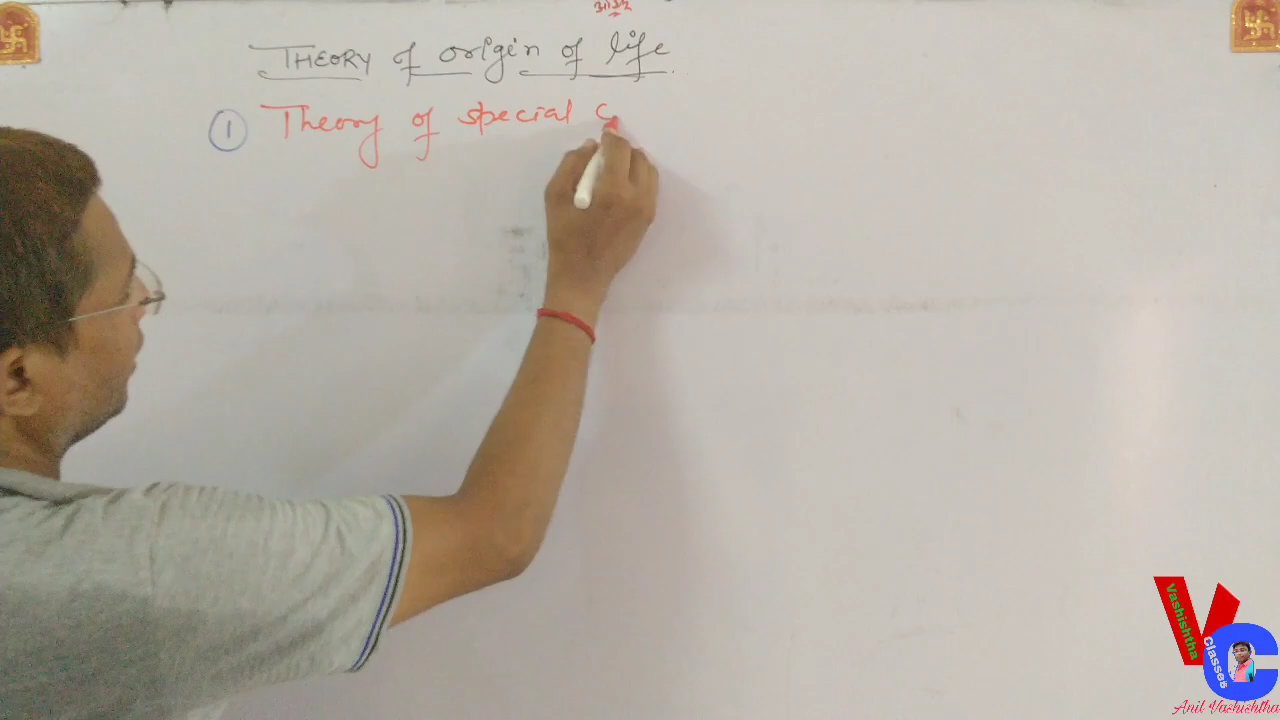 THEORY of origin of life
① Theory of special c
Vashishtha
Classes
Anil Vashishtha